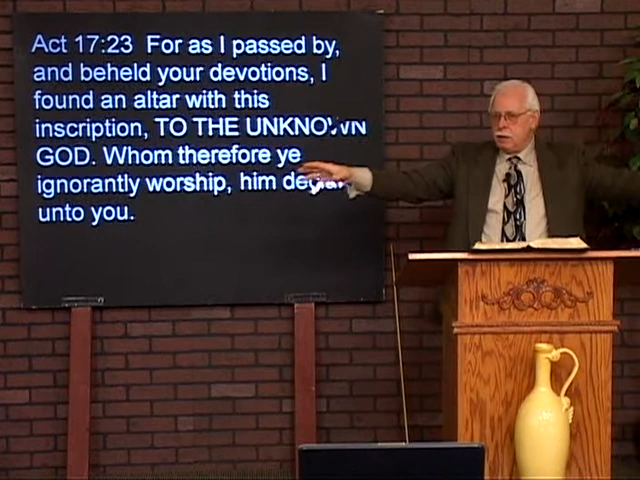 Act 17:23 For as I passed by,
and beheld your devotions, I
found an altar with this
inscription, TO THE UNKNOWN
GOD. Whom therefore ye
ignorantly worship, him declare
unto you.